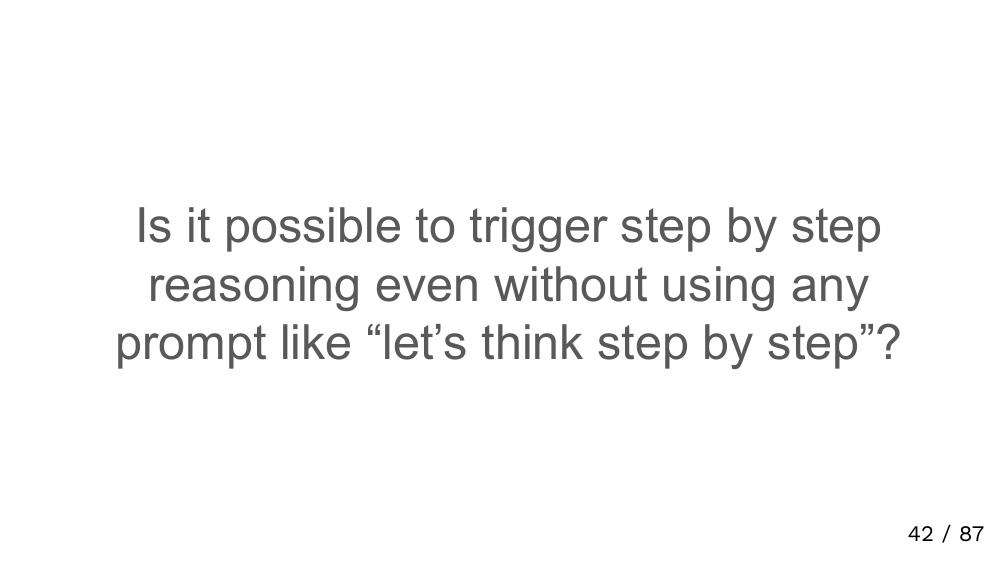 Is it possible to trigger step by step
reasoning even without using any
prompt like “let’s think step by step”?
42 / 87